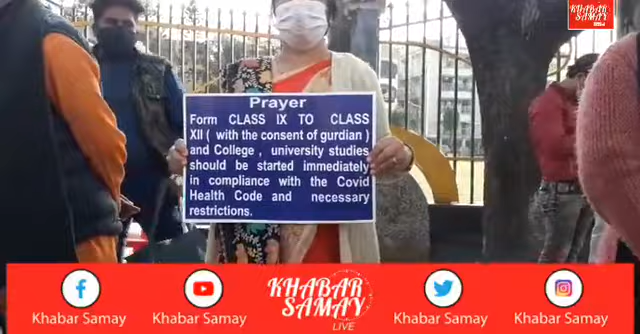 KHABAR
SAMAY
LIVE
Prayer
Form CLASS IX TO CLASS
XII ( with the consent of gurdian )
and College , university studies
should be started immediately
in compliance with the Covid
Health Code and necessary
restrictions.
Khabar Samay
Khabar Samay
KHABAR
SAMAY
LIVE
Khabar Samay
Khabar Samay